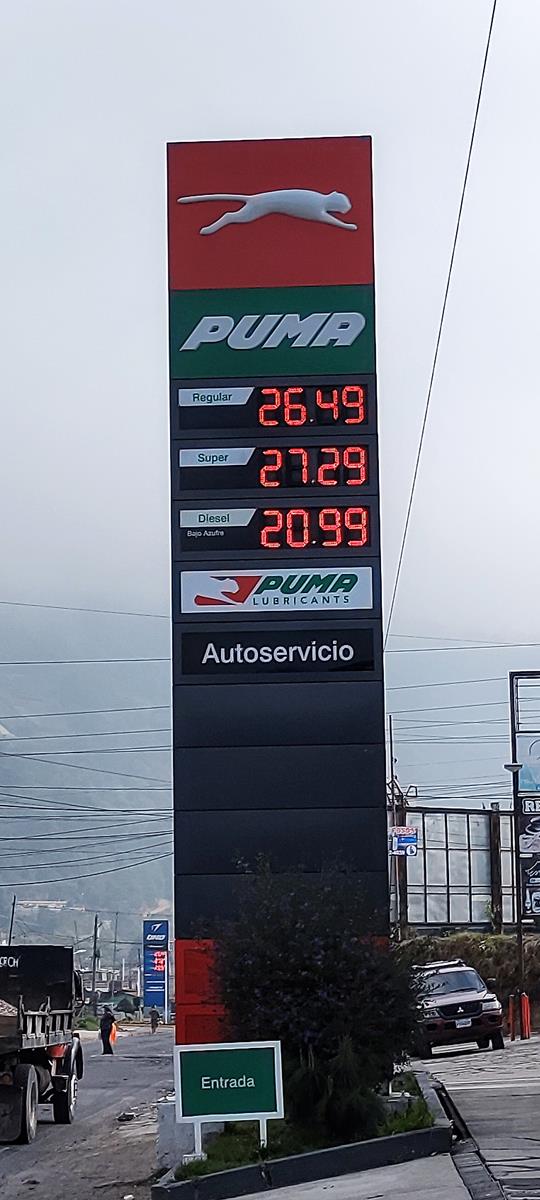 PUMA
Regular 26.49
Super 27.29
Diesel 20.99
Bajo Azufre
PUMA
LUBRICANTS
Autoservicio
Entrada